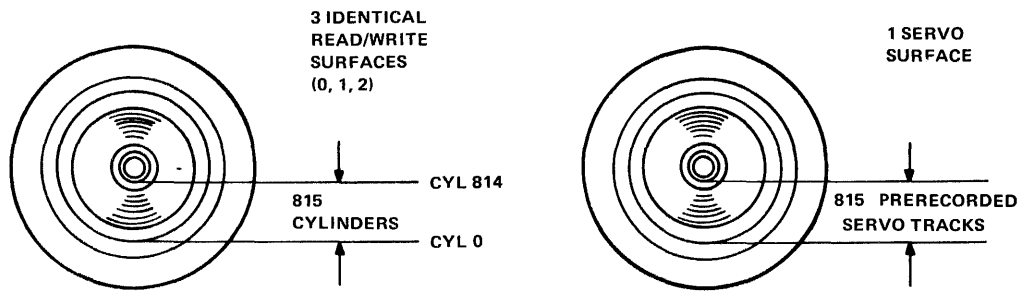 3 IDENTICAL
READ/WRITE
SURFACES
(0, 1, 2)
CYL 814
815
CYLINDERS
CYL 0
1 SERVO
SURFACE
815 PRERECORDED
SERVO TRACKS